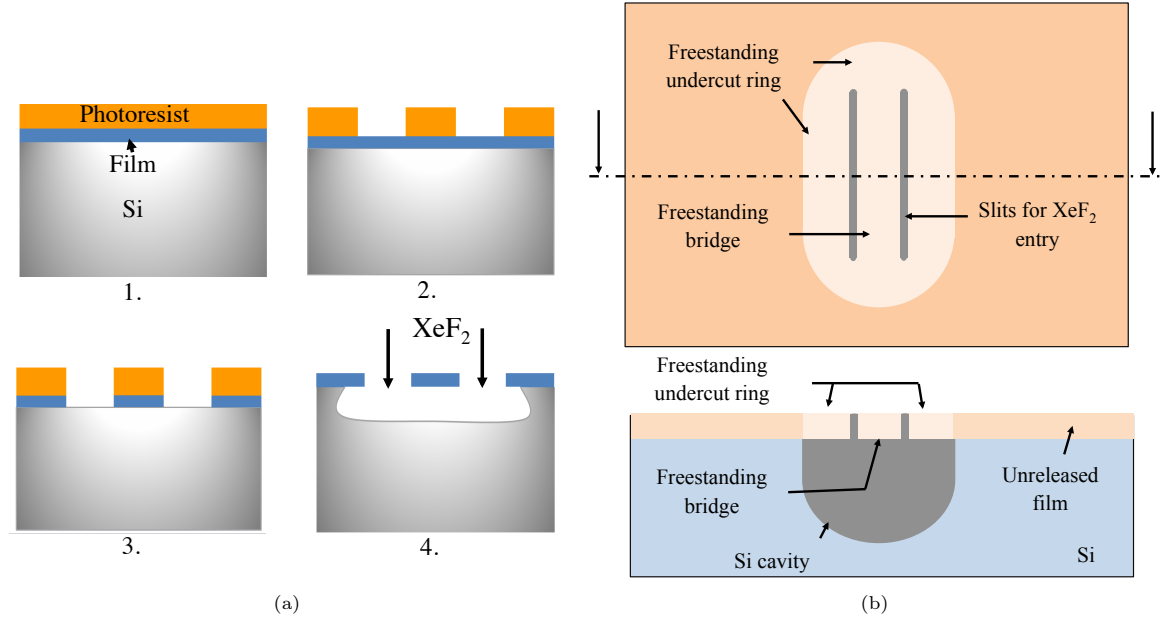 Photoresist
Film
Si
1.
2.
XeF₂
3.
4.
(a)
Freestanding
undercut ring
Freestanding
bridge
Slits for XeF₂
entry
Freestanding
undercut ring
Freestanding
bridge
Unreleased
film
Si cavity
Si
(b)